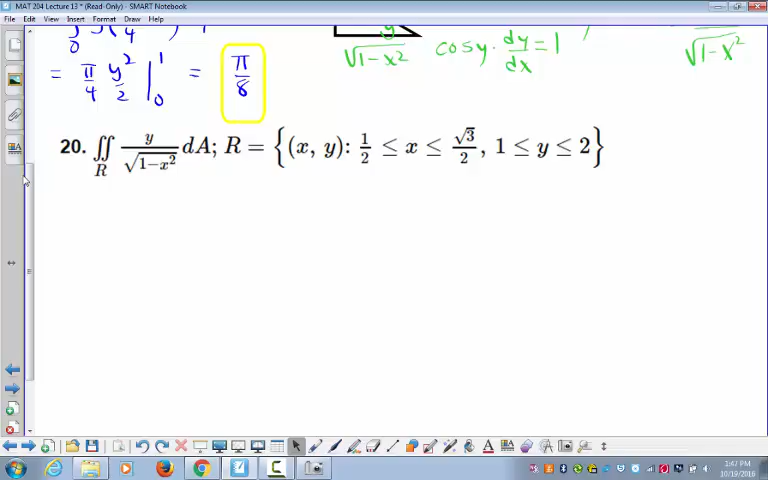 MAT 204 Lecture 13 * (Read-Only) - SMART Notebook
File Edit View Insert Format Draw Help
√1-x² cos y · dy/dx = 1 √1-x²
= π/4 y²/2 |₀¹ = π/8
20. ∬_R y/√1−x² dA; R = {(x, y): 1/2 ≤ x ≤ √3/2, 1 ≤ y ≤ 2}
1:47 PM
10/19/2016